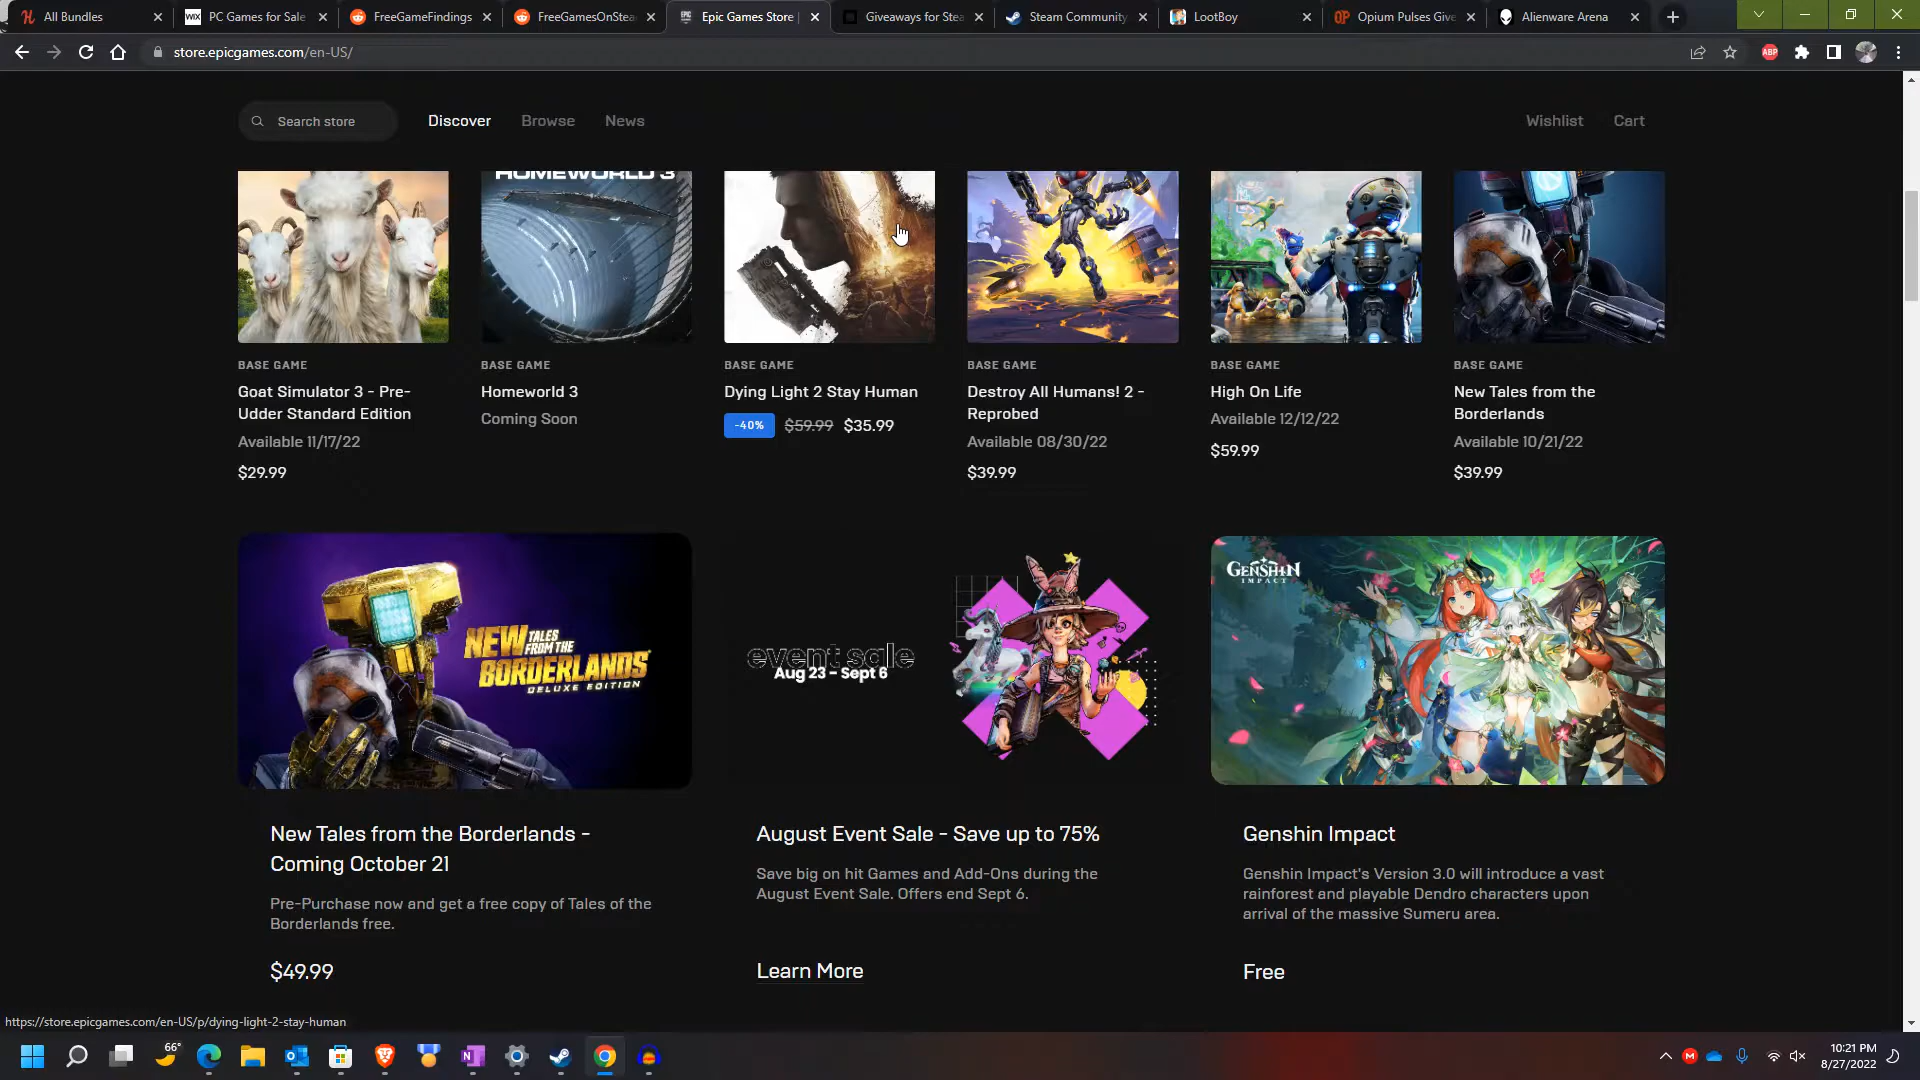 All Bundles
WIX PC Games for Sale
FreeGameFindings
FreeGamesOnStea
Epic Games Store |
Giveaways for Stea
Steam Community
LootBoy
OP Opium Pulses Give
Alienware Arena
store.epicgames.com/en-US/
ABP
Search store
Discover
Browse
News
Wishlist
Cart
HOMEWORLD 3
BASE GAME
Goat Simulator 3 - Pre-
Udder Standard Edition
Available 11/17/22
$29.99
BASE GAME
Homeworld 3
Coming Soon
BASE GAME
Dying Light 2 Stay Human
-40% $59.99 $35.99
BASE GAME
Destroy All Humans! 2 -
Reprobed
Available 08/30/22
$39.99
BASE GAME
High On Life
Available 12/12/22
$59.99
BASE GAME
New Tales from the
Borderlands
Available 10/21/22
$39.99
NEW TALES
FROM THE
BORDERLANDS
DELUXE EDITION
event sale
Aug 23 - Sept 6
GENSHIN
IMPACT
New Tales from the Borderlands -
Coming October 21
Pre-Purchase now and get a free copy of Tales of the
Borderlands free.
$49.99
August Event Sale - Save up to 75%
Save big on hit Games and Add-Ons during the
August Event Sale. Offers end Sept 6.
Learn More
Genshin Impact
Genshin Impact's Version 3.0 will introduce a vast
rainforest and playable Dendro characters upon
arrival of the massive Sumeru area.
Free
https://store.epicgames.com/en-US/p/dying-light-2-stay-human
66°
10:21 PM
8/27/2022